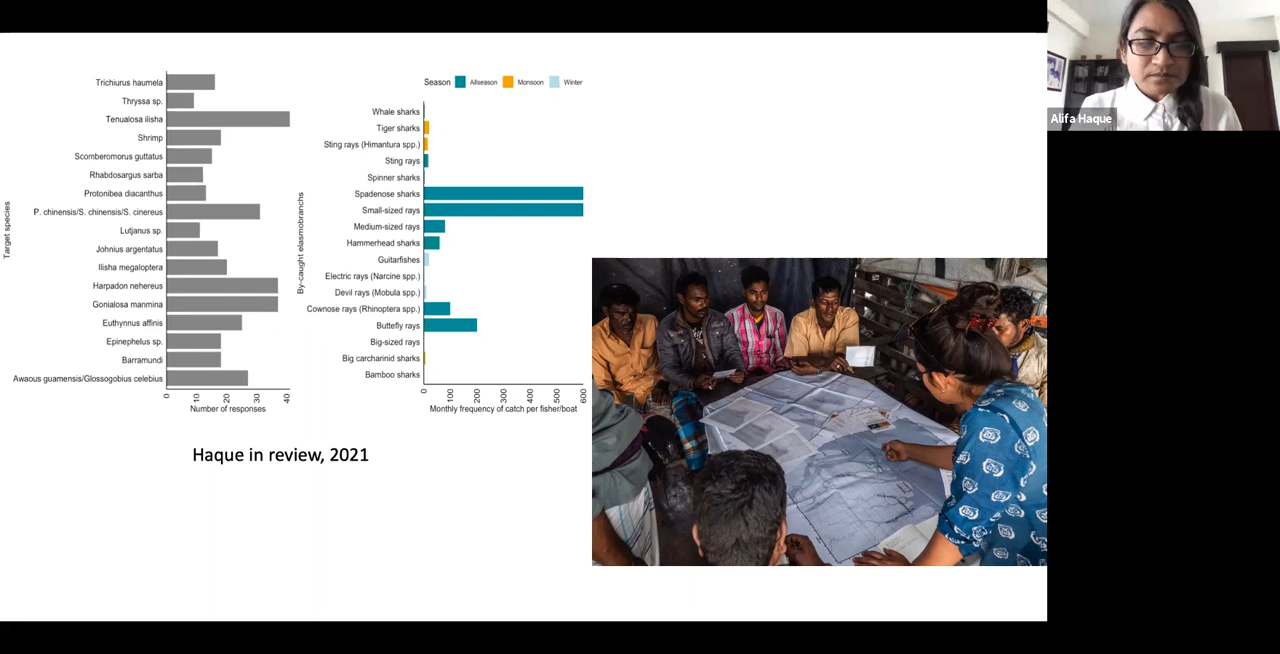 Season Allseason Monsoon Winter
Target species
Trichiurus haumela
Thryssa sp.
Tenualosa ilisha
Shrimp
Scomberomorus guttatus
Rhabdosargus sarba
Protonibea diacanthus
P. chinensis/S. chinensis/S. cinereus
Lutjanus sp.
Johnius argentatus
Ilisha megaloptera
Harpadon nehereus
Gonialosa manmina
Euthynnus affinis
Epinephelus sp.
Barramundi
Awaous guamensis/Glossogobius celebius
0 10 20 30 40
Number of responses
By-caught elasmobranchs
Whale sharks
Tiger sharks
Sting rays (Himantura spp.)
Sting rays
Spinner sharks
Spadenose sharks
Small-sized rays
Medium-sized rays
Hammerhead sharks
Guitarfishes
Electric rays (Narcine spp.)
Devil rays (Mobula spp.)
Cownose rays (Rhinoptera spp.)
Buttefly rays
Big-sized rays
Big carcharinid sharks
Bamboo sharks
0 100 200 300 400 500 600
Monthly frequency of catch per fisher/boat
Haque in review, 2021
Alifa Haque